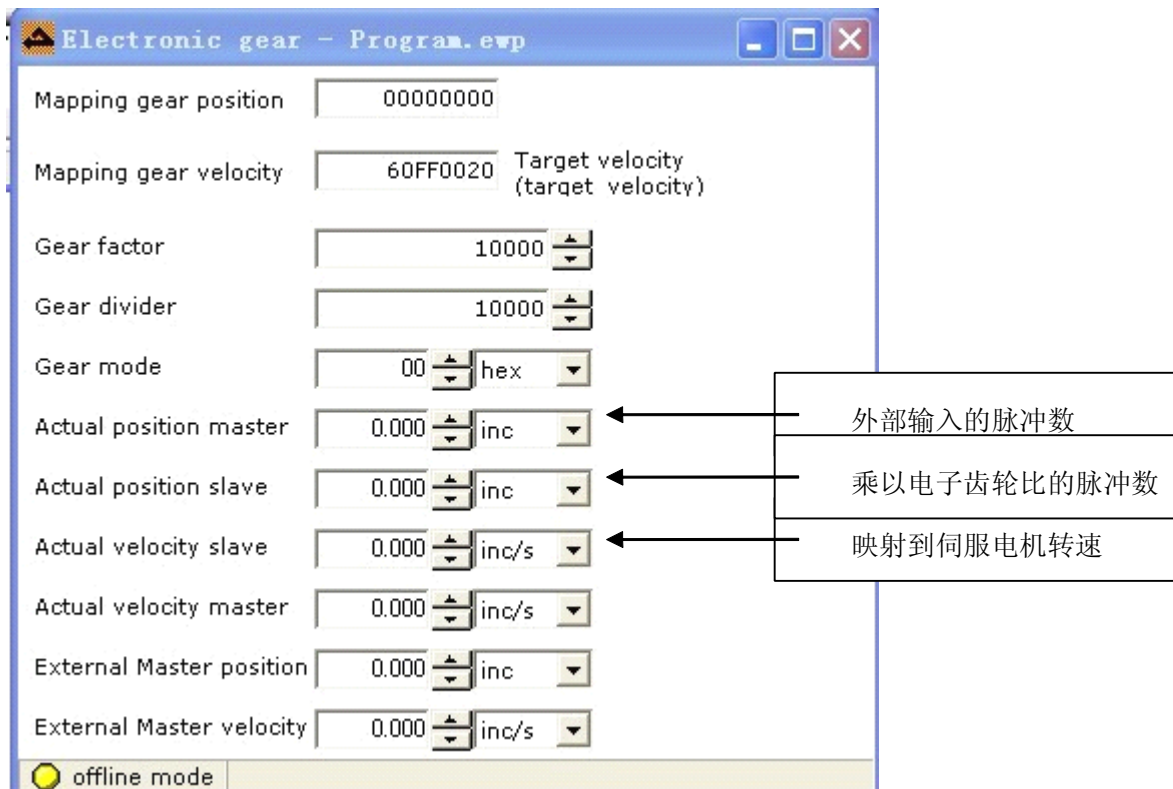 Electronic gear - Program.ewp
Mapping gear position 00000000
Mapping gear velocity 60FF0020 Target velocity
(target velocity)
Gear factor 10000
Gear divider 10000
Gear mode 00 hex
Actual position master 0.000 inc 外部输入的脉冲数
Actual position slave 0.000 inc 乘以电子齿轮比的脉冲数
Actual velocity slave 0.000 inc/s 映射到伺服电机转速
Actual velocity master 0.000 inc/s
External Master position 0.000 inc
External Master velocity 0.000 inc/s
offline mode